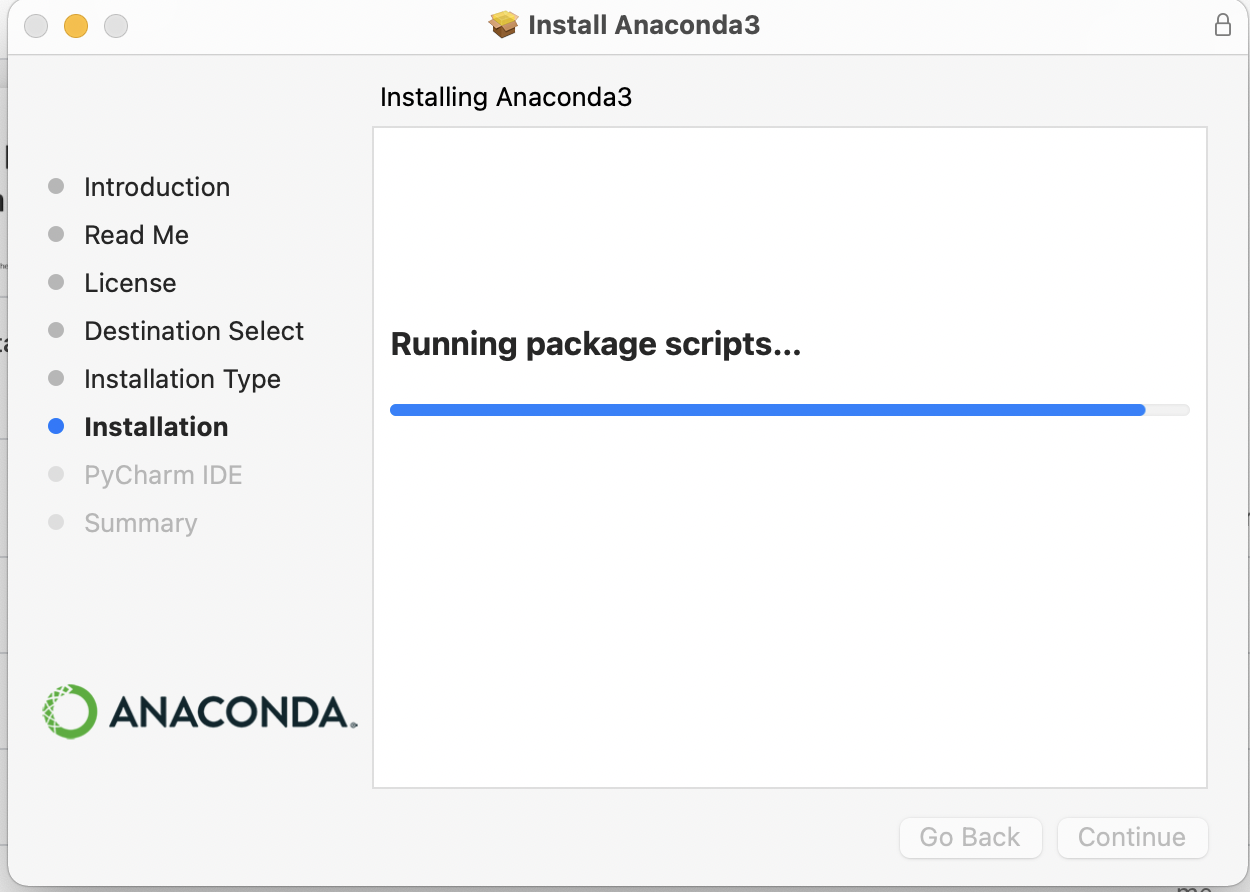 Install Anaconda3
Installing Anaconda3
Introduction
Read Me
License
Destination Select
Installation Type
Installation
PyCharm IDE
Summary
Running package scripts...
ANACONDA.
Go Back
Continue